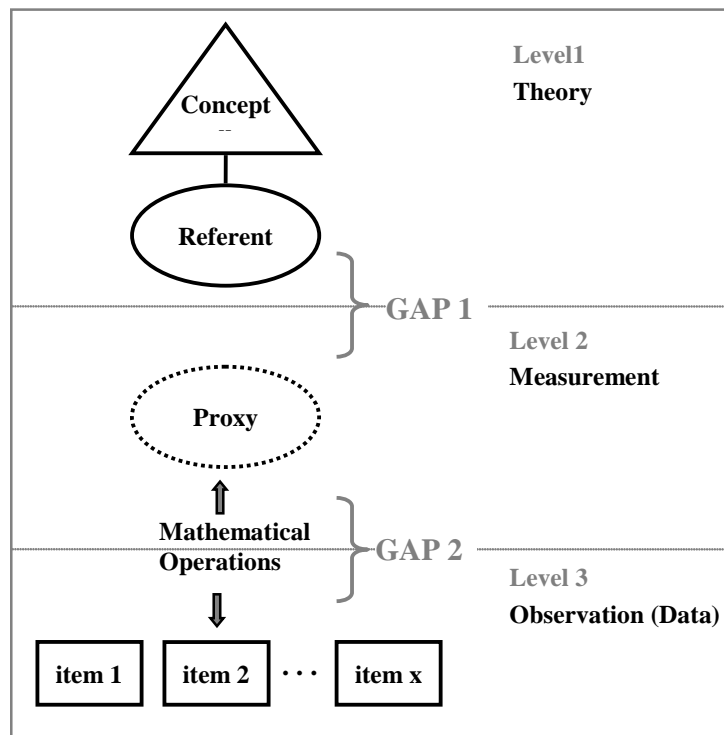 Level1
Theory
Concept
--
Referent
GAP 1
Level 2
Measurement
Proxy
Mathematical
Operations
GAP 2
Level 3
Observation (Data)
item 1 item 2 ... item x